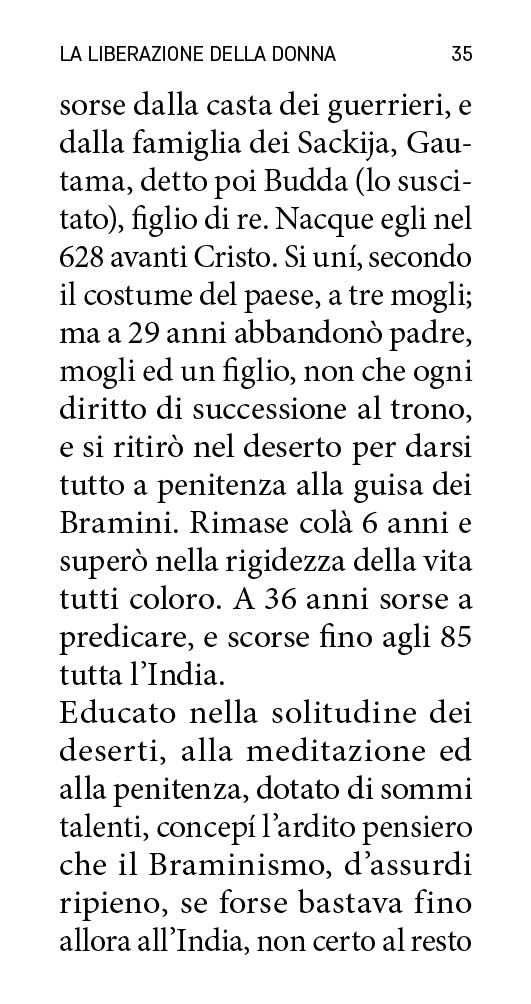 LA LIBERAZIONE DELLA DONNA 35
sorse dalla casta dei guerrieri, e
dalla famiglia dei Sackija, Gau-
tama, detto poi Budda (lo susci-
tato), figlio di re. Nacque egli nel
628 avanti Cristo. Si uní, secondo
il costume del paese, a tre mogli;
ma a 29 anni abbandonò padre,
mogli ed un figlio, non che ogni
diritto di successione al trono,
e si ritirò nel deserto per darsi
tutto a penitenza alla guisa dei
Bramini. Rimase colà 6 anni e
superò nella rigidezza della vita
tutti coloro. A 36 anni sorse a
predicare, e scorse fino agli 85
tutta l’India.
Educato nella solitudine dei
deserti, alla meditazione ed
alla penitenza, dotato di sommi
talenti, concepí l’ardito pensiero
che il Braminismo, d’assurdi
ripieno, se forse bastava fino
allora all’India, non certo al resto